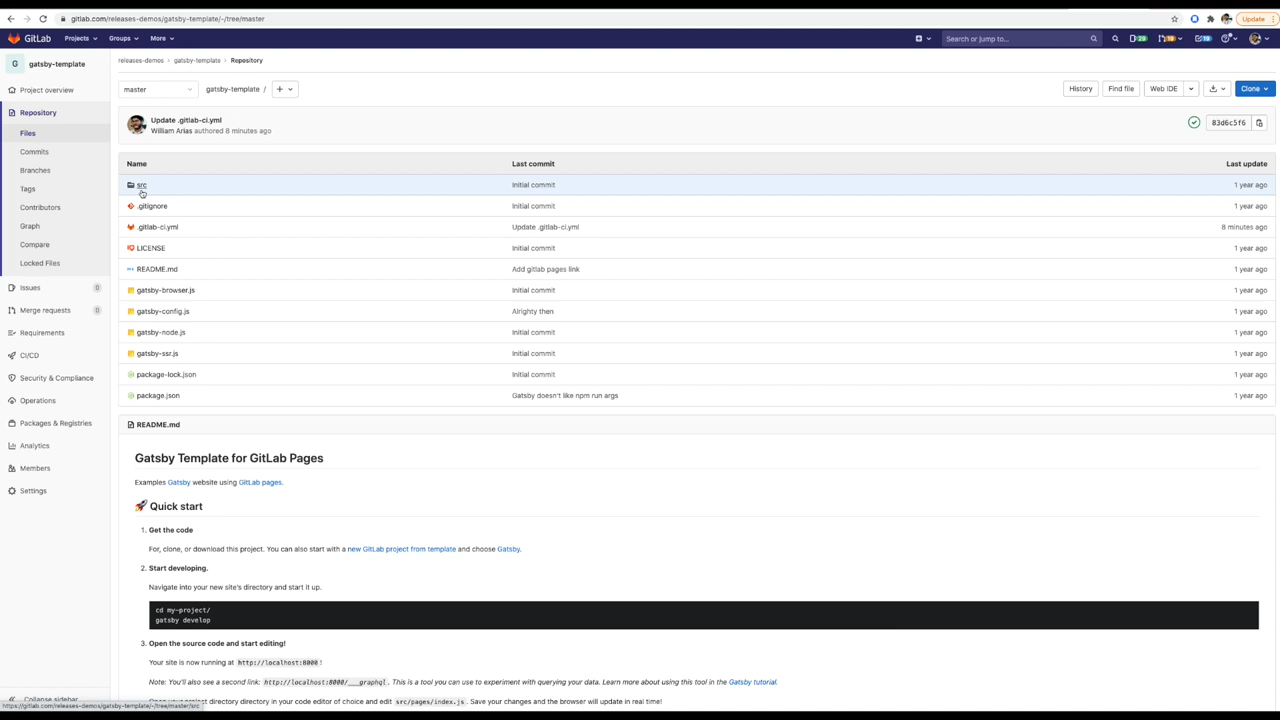 gitlab.com/releases-demos/gatsby-template/-/tree/master
Update
GitLab Projects Groups More Search or jump to...
G gatsby-template
Project overview
Repository
Files
Commits
Branches
Tags
Contributors
Graph
Compare
Locked Files
Issues 0
Merge requests 0
Requirements
CI/CD
Security & Compliance
Operations
Packages & Registries
Analytics
Members
Settings
Collapse sidebar
releases-demos > gatsby-template > Repository
master gatsby-template / + History Find file Web IDE Clone
Update .gitlab-ci.yml
William Arias authored 8 minutes ago
83d6c5f6
Name Last commit Last update
src Initial commit 1 year ago
.gitignore Initial commit 1 year ago
.gitlab-ci.yml Update .gitlab-ci.yml 8 minutes ago
LICENSE Initial commit 1 year ago
README.md Add gitlab pages link 1 year ago
gatsby-browser.js Initial commit 1 year ago
gatsby-config.js Alrighty then 1 year ago
gatsby-node.js Initial commit 1 year ago
gatsby-ssr.js Initial commit 1 year ago
package-lock.json Initial commit 1 year ago
package.json Gatsby doesn't like npm run args 1 year ago
README.md
Gatsby Template for GitLab Pages
Examples Gatsby website using GitLab pages.
🚀 Quick start
1. Get the code
For, clone, or download this project. You can also start with a new GitLab project from template and choose Gatsby.
2. Start developing.
Navigate into your new site's directory and start it up.
cd my-project/
gatsby develop
3. Open the source code and start editing!
Your site is now running at http://localhost:8000 !
Note: You'll also see a second link: http://localhost:8000/___graphql. This is a tool you can use to experiment with querying your data. Learn more about using this tool in the Gatsby tutorial.
directory directory in your code editor of choice and edit src/pages/index.js. Save your changes and the browser will update in real time!
https://gitlab.com/releases-demos/gatsby-template/-/tree/master/src